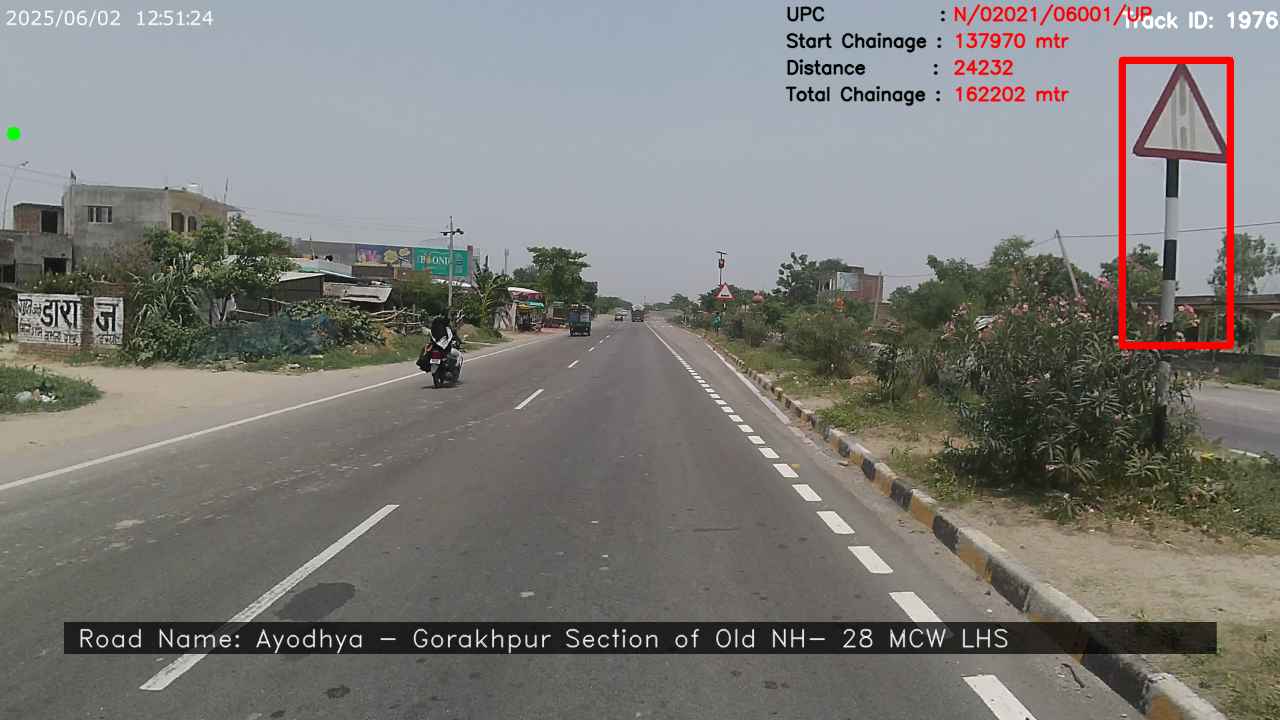 2025/06/02 12:51:24
UPC : N/02021/06001/UP
Track ID: 1976
Start Chainage : 137970 mtr
Distance : 24232
Total Chainage : 162202 mtr
डारा ज
Road Name: Ayodhya - Gorakhpur Section of Old NH- 28 MCW LHS